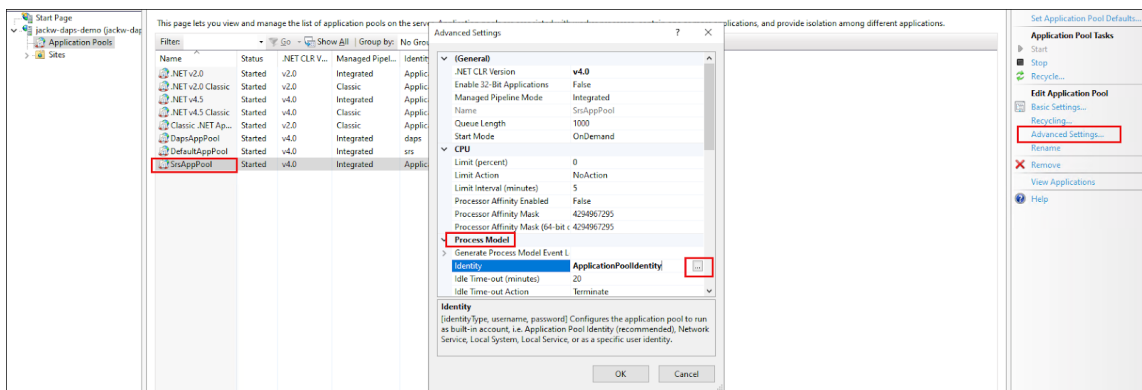 Start Page
jackw-daps-demo (jackw-dap
Application Pools
Sites
This page lets you view and manage the list of application pools on the serve
plications, and provide isolation among different applications.
Filter:
Go
Show All
Group by:
No Grou
Name Status .NET CLR V... Managed Pipel... Identit
.NET v2.0 Started v2.0 Integrated Applic
.NET v2.0 Classic Started v2.0 Classic Applic
.NET v4.5 Started v4.0 Integrated Applic
.NET v4.5 Classic Started v4.0 Classic Applic
Classic .NET Ap... Started v2.0 Classic Applic
DapsAppPool Started v4.0 Integrated daps
DefaultAppPool Started v4.0 Integrated srs
SrsAppPool Started v4.0 Integrated Applic
Advanced Settings ? X
(General)
.NET CLR Version v4.0
Enable 32-Bit Applications False
Managed Pipeline Mode Integrated
Name SrsAppPool
Queue Length 1000
Start Mode OnDemand
CPU
Limit (percent) 0
Limit Action NoAction
Limit Interval (minutes) 5
Processor Affinity Enabled False
Processor Affinity Mask 4294967295
Processor Affinity Mask (64-bit c 4294967295
Process Model
Generate Process Model Event L
Identity ApplicationPoolIdentity ...
Idle Time-out (minutes) 20
Idle Time-out Action Terminate
Identity
[identityType, username, password] Configures the application pool to run
as built-in account, i.e. Application Pool Identity (recommended), Network
Service, Local System, Local Service, or as a specific user identity.
OK Cancel
Set Application Pool Defaults...
Application Pool Tasks
Start
Stop
Recycle...
Edit Application Pool
Basic Settings...
Recycling...
Advanced Settings...
Rename
Remove
View Applications
Help